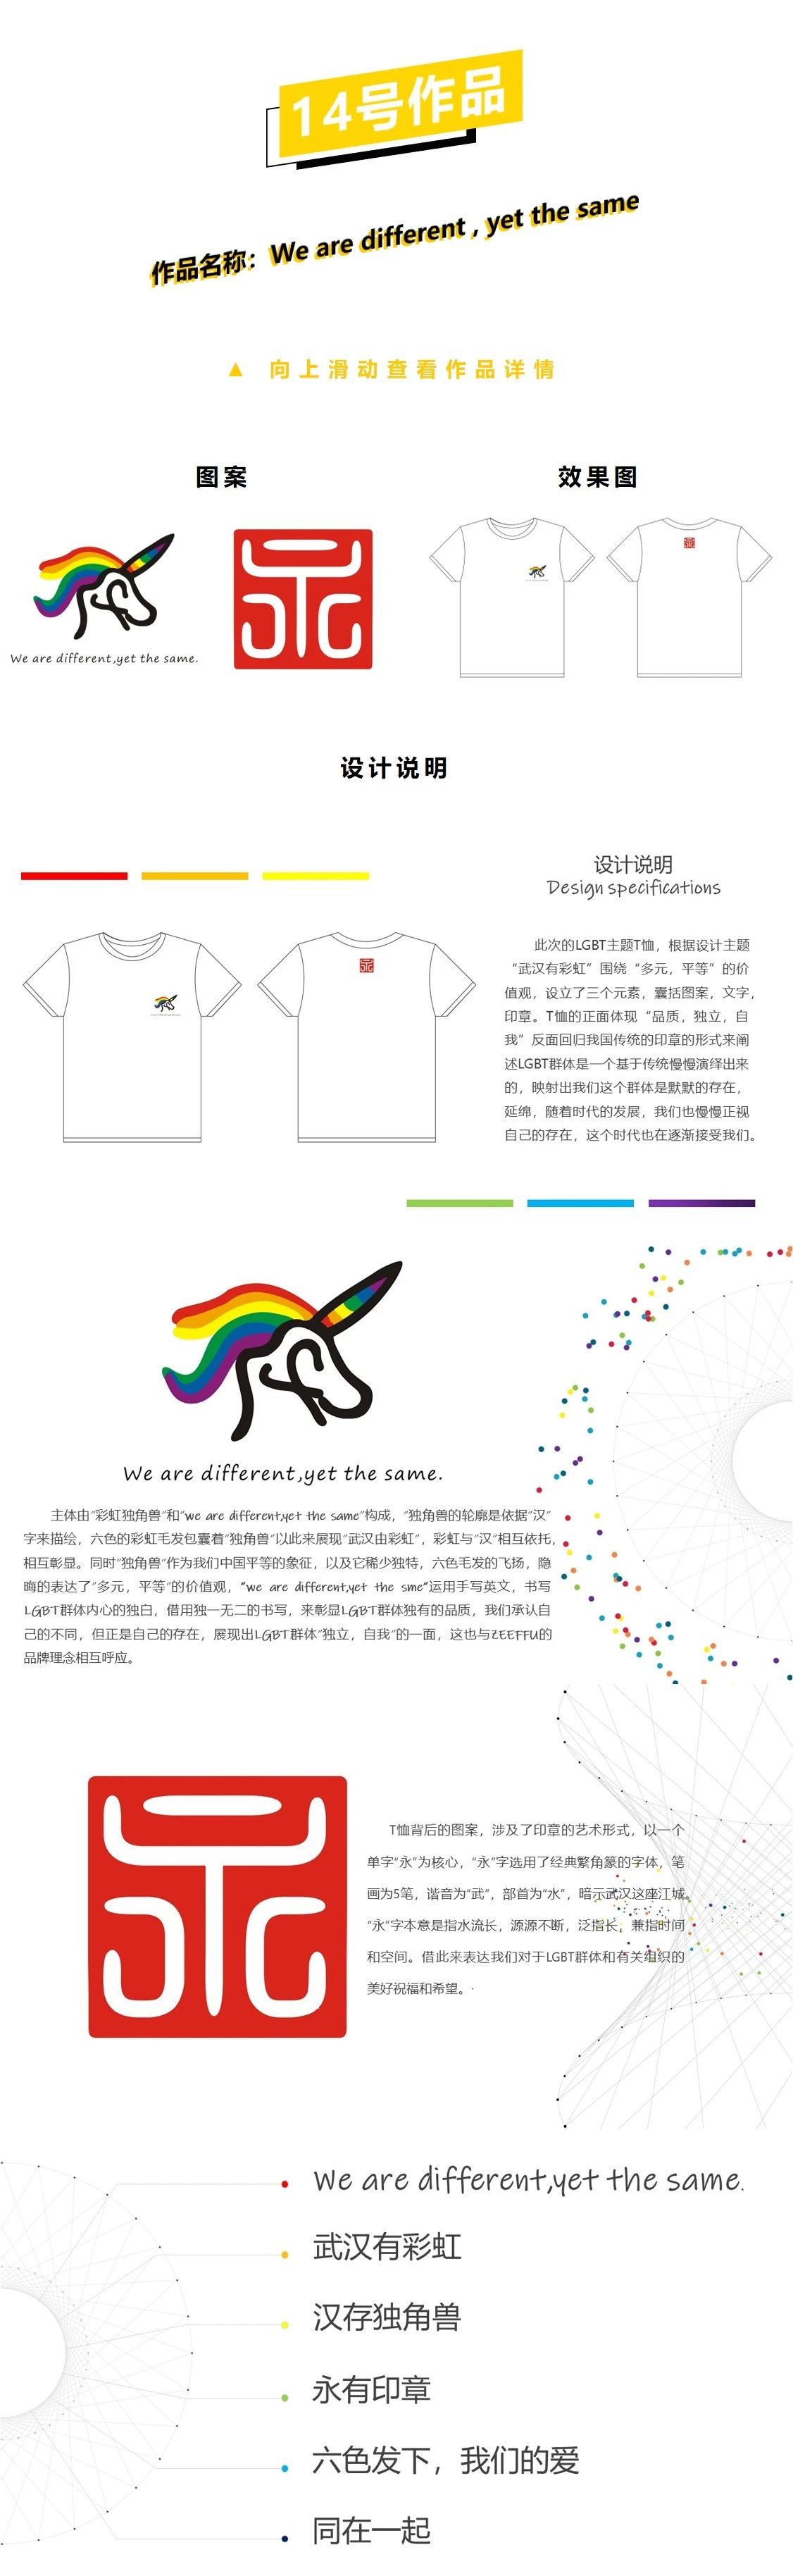 14号作品
作品名称：We are different , yet the same
▲ 向上滑动查看作品详情
图案
效果图
We are different,yet the same.
永
设计说明
设计说明
Design specifications
此次的LGBT主题T恤，根据设计主题
“武汉有彩虹”围绕“多元，平等”的价
值观，设立了三个元素，囊括图案，文字，
印章。T恤的正面体现“品质，独立，自
我”反面回归我国传统的印章的形式来阐
述LGBT群体是一个基于传统慢慢演绎出来
的，映射出我们这个群体是默默的存在，
延绵，随着时代的发展，我们也慢慢正视
自己的存在，这个时代也在逐渐接受我们。
We are different,yet the same.
主体由“彩虹独角兽”和“we are different,yet the same”构成，“独角兽的轮廓是依据“汉”
字来描绘，六色的彩虹毛发包囊着“独角兽”以此来展现“武汉由彩虹”，彩虹与“汉”相互依托，
相互彰显。同时“独角兽”作为我们中国平等的象征，以及它稀少独特，六色毛发的飞扬，隐
晦的表达了“多元，平等”的价值观，“we are different,yet the sme”运用手写英文，书写
LGBT群体内心的独白，借用独一无二的书写，来彰显LGBT群体独有的品质，我们承认自
己的不同，但正是自己的存在，展现出LGBT群体“独立，自我”的一面，这也与ZEEFFU的
品牌理念相互呼应。
永
T恤背后的图案，涉及了印章的艺术形式，以一个
单字“永”为核心，“永”字选用了经典繁角篆的字体，笔
画为5笔，谐音为“武”，部首为“水”，暗示武汉这座江城。
“永”字本意是指水流长，源源不断，泛指长，兼指时间
和空间。借此来表达我们对于LGBT群体和有关组织的
美好祝福和希望。
We are different,yet the same.
武汉有彩虹
汉存独角兽
永有印章
六色发下，我们的爱
同在一起